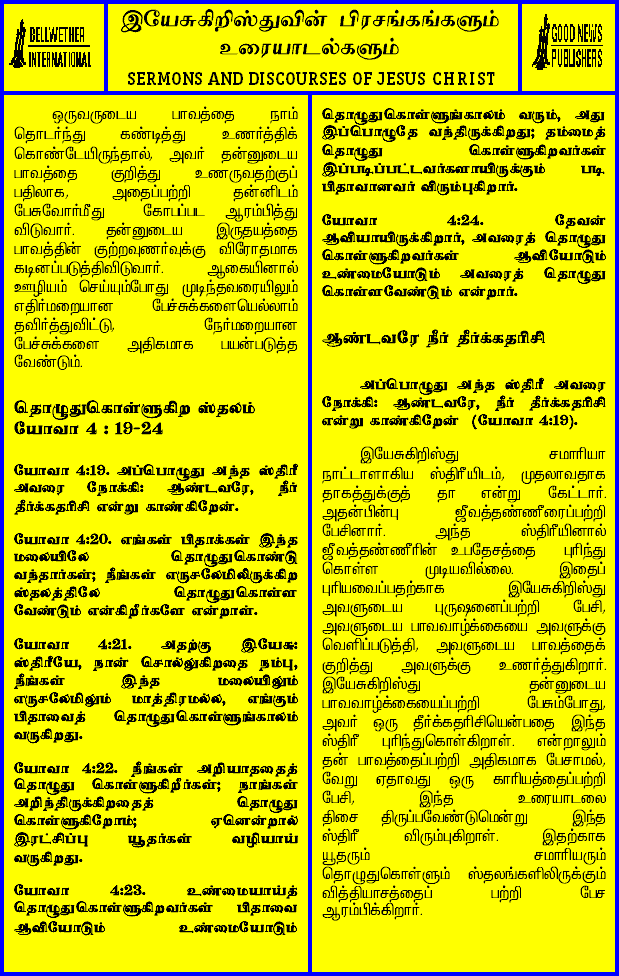 BELLWETHER
INTERNATIONAL
இயேசுகிறிஸ்துவின் பிரசங்கங்களும்
உரையாடல்களும்
SERMONS AND DISCOURSES OF JESUS CHRIST
GOOD NEWS
PUBLISHERS
ஒருவருடைய பாவத்தை நாம்
தொடர்ந்து கண்டித்து உணர்த்திக்
கொண்டேயிருந்தால், அவர் தன்னுடைய
பாவத்தை குறித்து உணருவதற்குப்
பதிலாக, அதைப்பற்றி தன்னிடம்
பேசுவோர்மீது கோபப்பட ஆரம்பித்து
விடுவார். தன்னுடைய இருதயத்தை
பாவத்தின் குற்றவுணர்வுக்கு விரோதமாக
கடினப்படுத்திவிடுவார். ஆகையினால்
ஊழியம் செய்யும்போது முடிந்தவரையிலும்
எதிர்மறையான பேச்சுக்களையெல்லாம்
தவிர்த்துவிட்டு, நேர்மறையான
பேச்சுக்களை அதிகமாக பயன்படுத்த
வேண்டும்.
தொழுதுகொள்ளுகிற ஸ்தலம்
யோவா 4 : 19-24
யோவா 4:19. அப்பொழுது அந்த ஸ்திரீ
அவரை நோக்கி: ஆண்டவரே, நீர்
தீர்க்கதரிசி என்று காண்கிறேன்.
யோவா 4:20. எங்கள் பிதாக்கள் இந்த
மலையிலே தொழுதுகொண்டு
வந்தார்கள்; நீங்கள் எருசலேமிலிருக்கிற
ஸ்தலத்திலே தொழுதுகொள்ள
வேண்டும் என்கிறீர்களே என்றாள்.
யோவா 4:21. அதற்கு இயேசு:
ஸ்திரீயே, நான் சொல்லுகிறதை நம்பு,
நீங்கள் இந்த மலையிலும்
எருசலேமிலும் மாத்திரமல்ல, எங்கும்
பிதாவைத் தொழுதுகொள்ளுங்காலம்
வருகிறது.
யோவா 4:22. நீங்கள் அறியாததைத்
தொழுது கொள்ளுகிறீர்கள்; நாங்கள்
அறிந்திருக்கிறதைத் தொழுது
கொள்ளுகிறோம்; ஏனென்றால்
இரட்சிப்பு யூதர்கள் வழியாய்
வருகிறது.
யோவா 4:23. உண்மையாய்த்
தொழுதுகொள்ளுகிறவர்கள் பிதாவை
ஆவியோடும் உண்மையோடும்
தொழுதுகொள்ளுங்காலம் வரும், அது
இப்பொழுதே வந்திருக்கிறது; தம்மைத்
தொழுது கொள்ளுகிறவர்கள்
இப்படிப்பட்டவர்களாயிருக்கும் படி
பிதாவானவர் விரும்புகிறார்.
யோவா 4:24. தேவன்
ஆவியாயிருக்கிறார், அவரைத் தொழுது
கொள்ளுகிறவர்கள் ஆவியோடும்
உண்மையோடும் அவரைத் தொழுது
கொள்ளவேண்டும் என்றார்.
ஆண்டவரே நீர் தீர்க்கதரிசி
அப்பொழுது அந்த ஸ்திரீ அவரை
நோக்கி: ஆண்டவரே, நீர் தீர்க்கதரிசி
என்று காண்கிறேன் (யோவா 4:19).
இயேசுகிறிஸ்து சமாரியா
நாட்டாளாகிய ஸ்திரீயிடம், முதலாவதாக
தாகத்துக்குத் தா என்று கேட்டார்.
அதன்பின்பு ஜீவத்தண்ணீரைப்பற்றி
பேசினார். அந்த ஸ்திரீயினால்
ஜீவத்தண்ணீரின் உபதேசத்தை புரிந்து
கொள்ள முடியவில்லை. இதைப்
புரியவைப்பதற்காக இயேசுகிறிஸ்து
அவளுடைய புருஷனைப்பற்றி பேசி,
அவளுடைய பாவவாழ்க்கையை அவளுக்கு
வெளிப்படுத்தி, அவளுடைய பாவத்தைக்
குறித்து அவளுக்கு உணர்த்துகிறார்.
இயேசுகிறிஸ்து தன்னுடைய
பாவவாழ்க்கையைப்பற்றி பேசும்போது,
அவர் ஒரு தீர்க்கதரிசியென்பதை இந்த
ஸ்திரீ புரிந்துகொள்கிறாள். என்றாலும்
தன் பாவத்தைப்பற்றி அதிகமாக பேசாமல்,
வேறு ஏதாவது ஒரு காரியத்தைப்பற்றி
பேசி, இந்த உரையாடலை
திசை திருப்பவேண்டுமென்று இந்த
ஸ்திரீ விரும்புகிறாள். இதற்காக
யூதரும் சமாரியரும்
தொழுதுகொள்ளும் ஸ்தலங்களிலிருக்கும்
வித்தியாசத்தைப் பற்றி பேச
ஆரம்பிக்கிறார்.